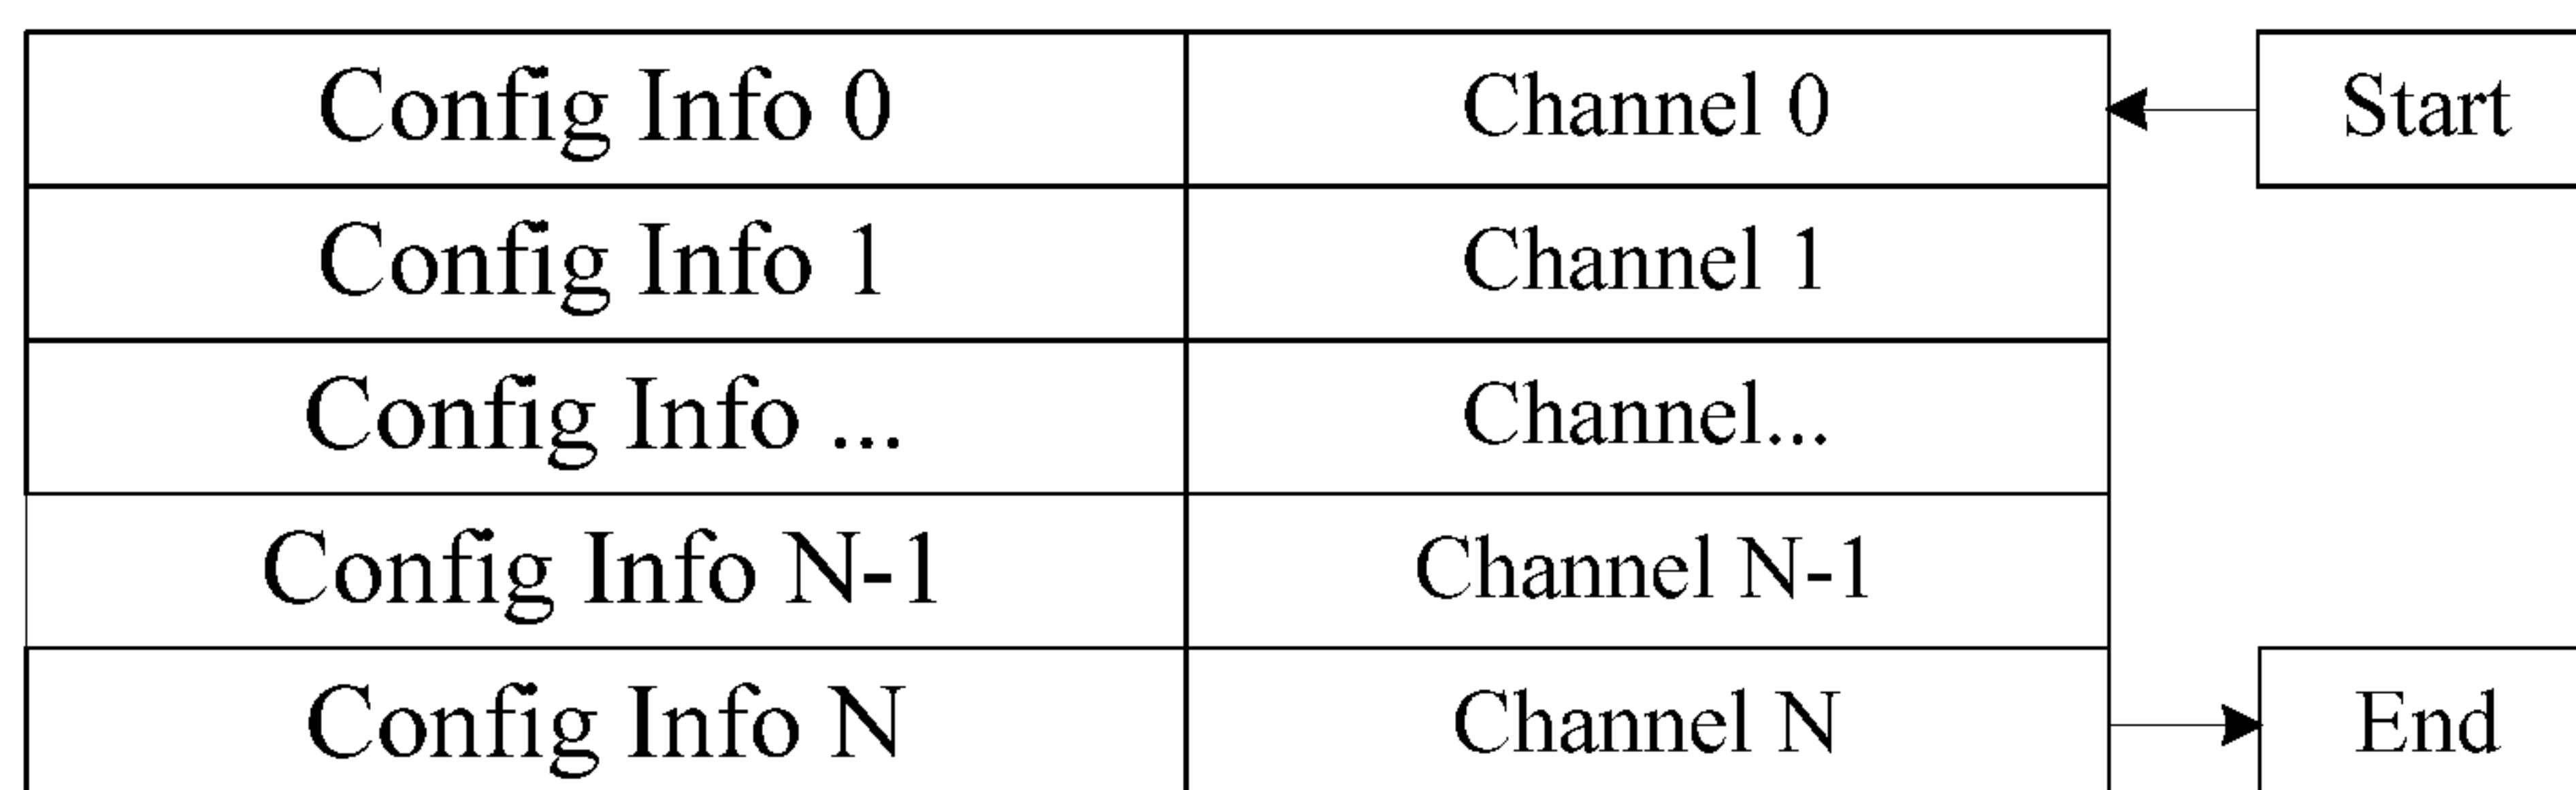 Config Info 0 Channel 0 Start
Config Info 1 Channel 1
Config Info ... Channel...
Config Info N-1 Channel N-1
Config Info N Channel N End